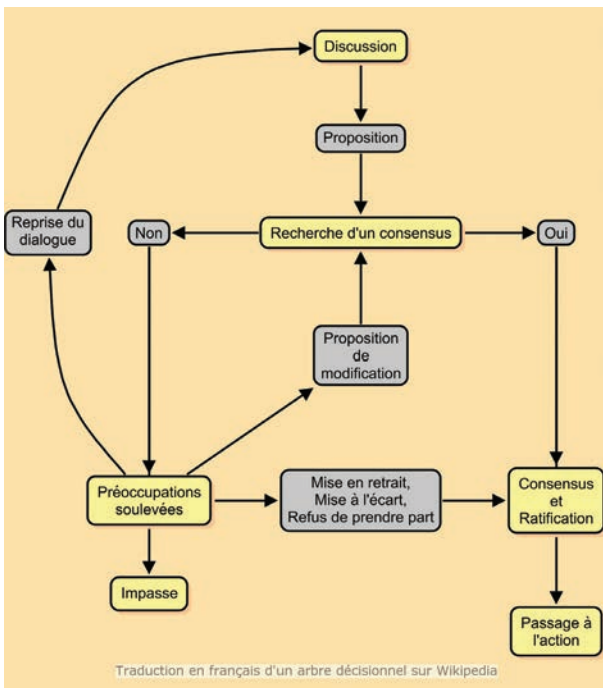 Discussion
Proposition
Reprise du
dialogue
Non
Recherche d'un consensus
Oui
Proposition
de
modification
Préoccupations
soulevées
Mise en retrait,
Mise à l'écart,
Refus de prendre part
Consensus
et
Ratification
Impasse
Passage à
l'action
Traduction en français d'un arbre décisionnel sur Wikipedia